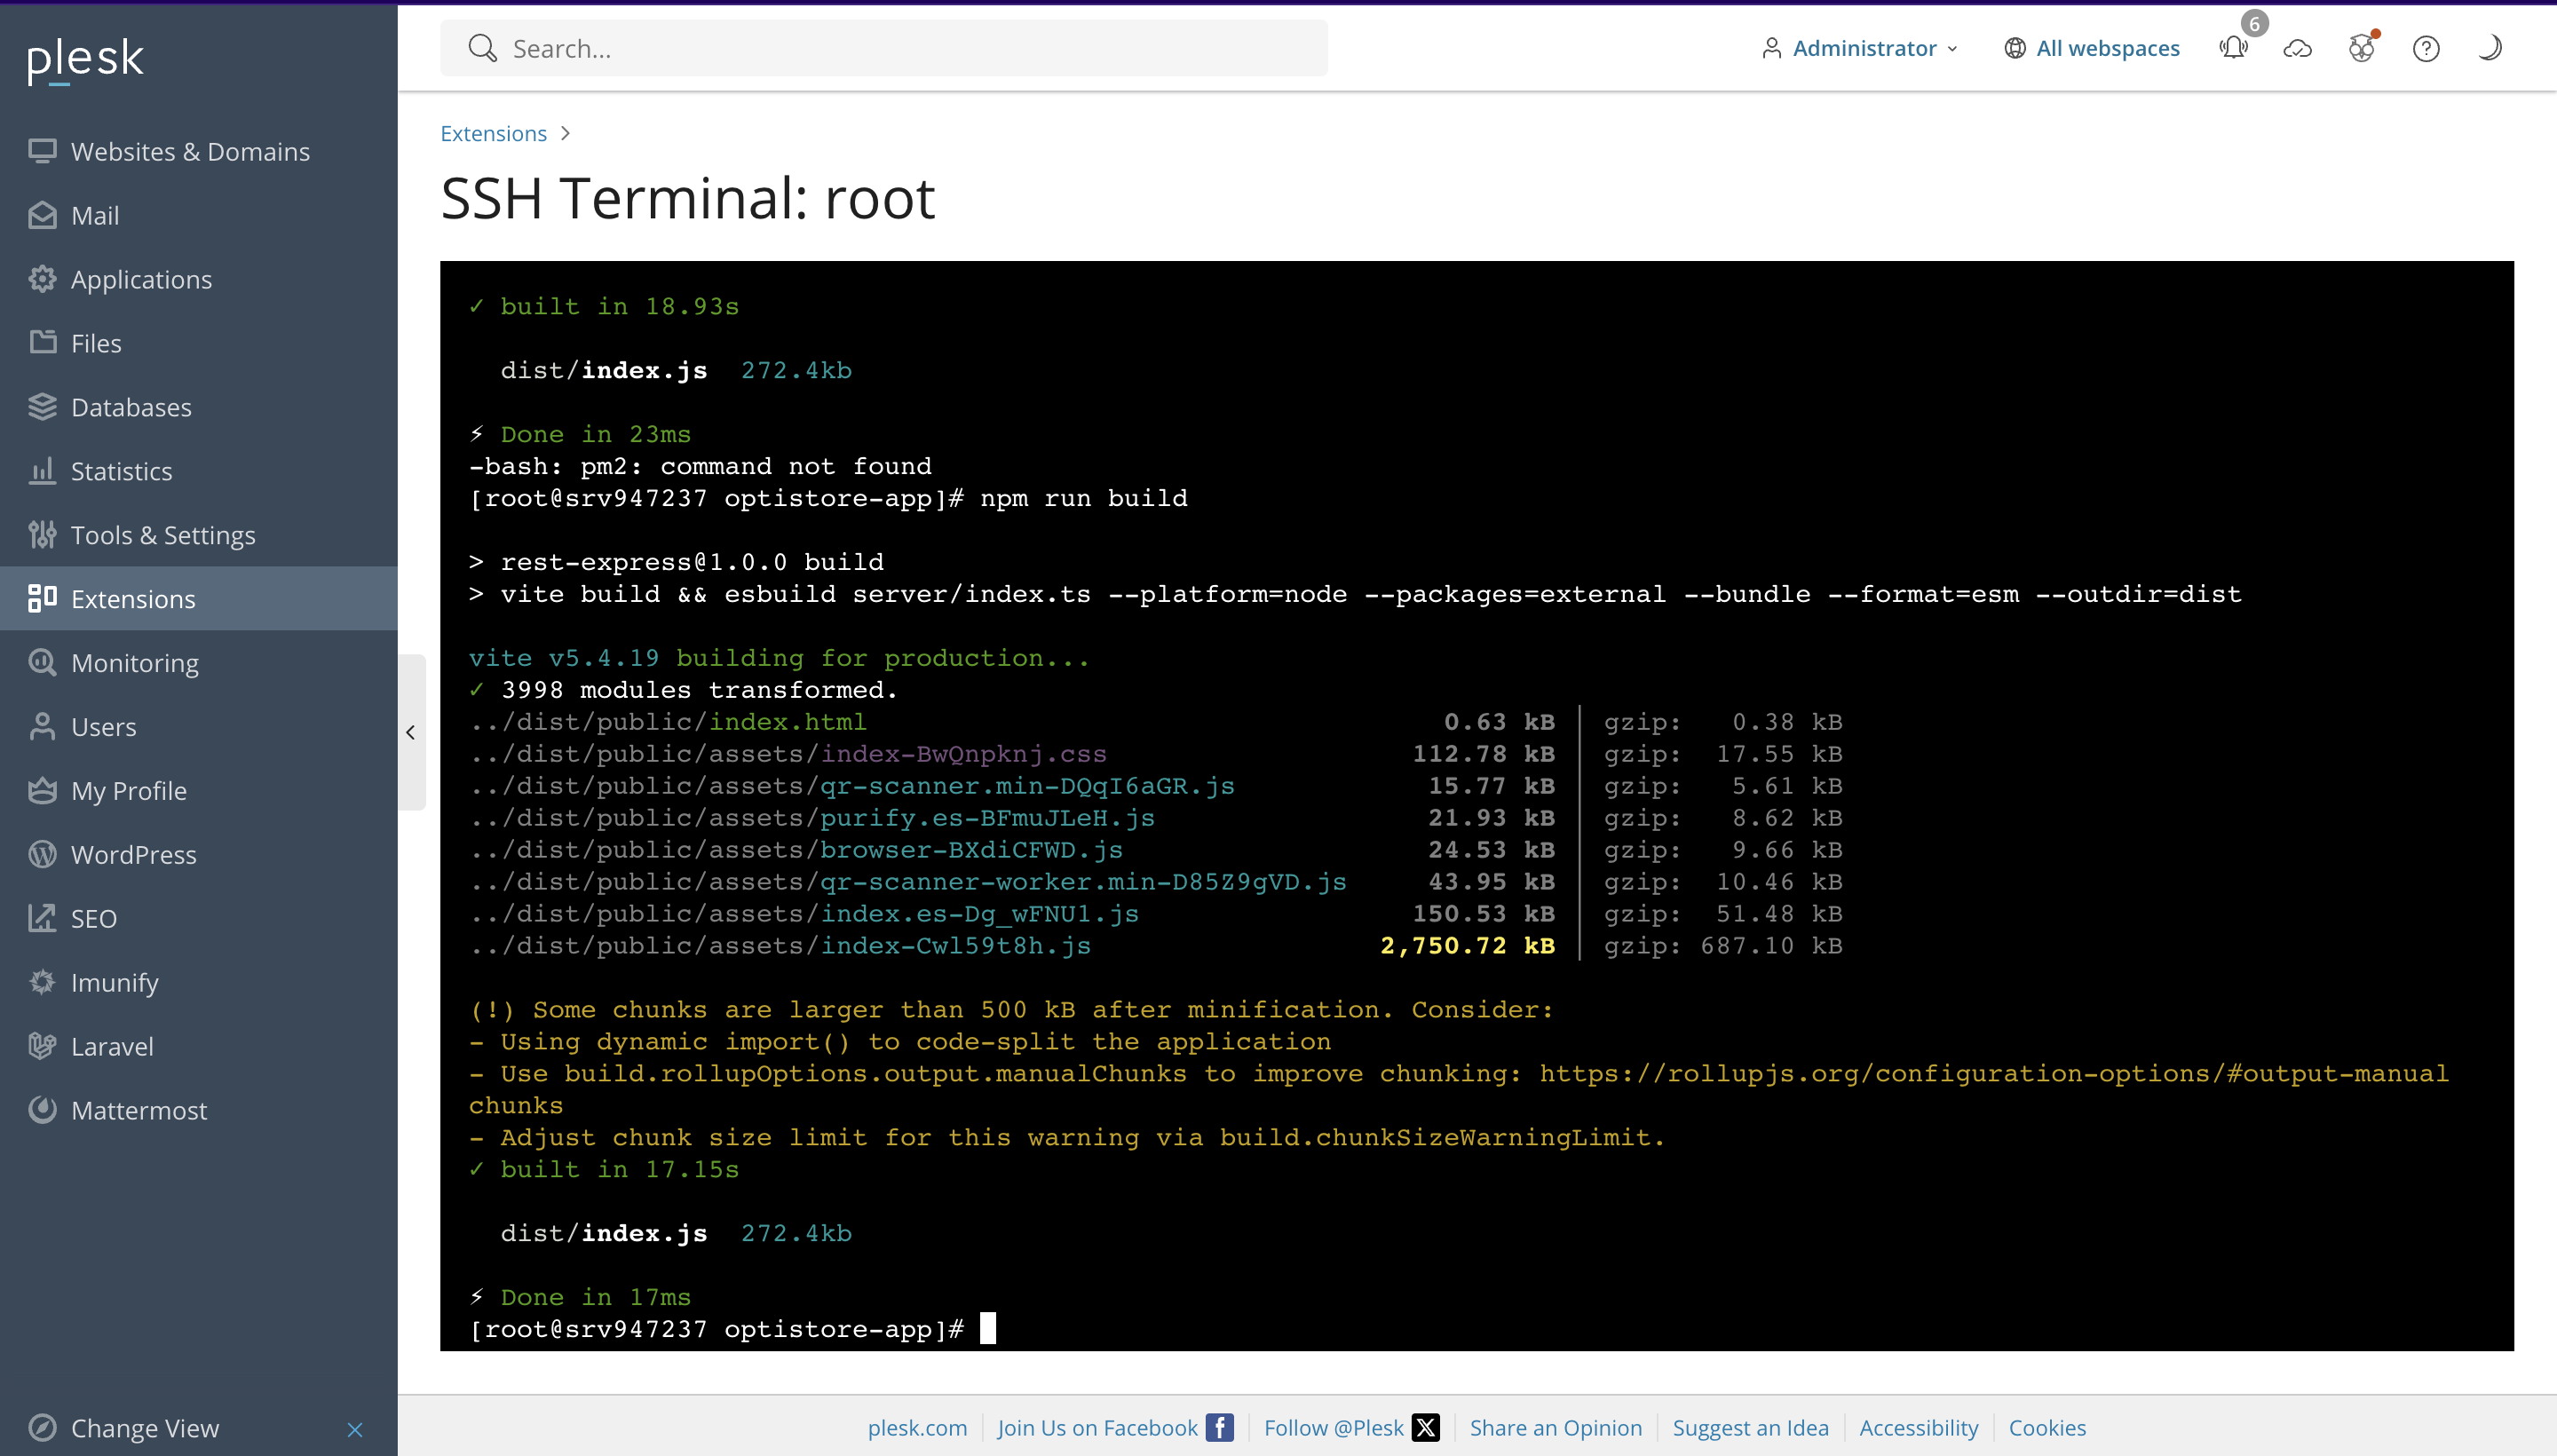 plesk
Search...
Administrator
All webspaces
6
Websites & Domains
Mail
Applications
Files
Databases
Statistics
Tools & Settings
Extensions
Monitoring
Users
My Profile
WordPress
SEO
Imunify
Laravel
Mattermost
Change View
Extensions >
SSH Terminal: root
✓ built in 18.93s
dist/index.js 272.4kb
⚡ Done in 23ms
-bash: pm2: command not found
[root@srv947237 optistore-app]# npm run build
> rest-express@1.0.0 build
> vite build && esbuild server/index.ts --platform=node --packages=external --bundle --format=esm --outdir=dist
vite v5.4.19 building for production...
✓ 3998 modules transformed.
../dist/public/index.html 0.63 kB │ gzip: 0.38 kB
../dist/public/assets/index-BwQnpknj.css 112.78 kB │ gzip: 17.55 kB
../dist/public/assets/qr-scanner.min-DQqI6aGR.js 15.77 kB │ gzip: 5.61 kB
../dist/public/assets/purify.es-BFmuJLeH.js 21.93 kB │ gzip: 8.62 kB
../dist/public/assets/browser-BXdiCFWD.js 24.53 kB │ gzip: 9.66 kB
../dist/public/assets/qr-scanner-worker.min-D85Z9gVD.js 43.95 kB │ gzip: 10.46 kB
../dist/public/assets/index.es-Dg_wFNU1.js 150.53 kB │ gzip: 51.48 kB
../dist/public/assets/index-Cwl59t8h.js 2,750.72 kB │ gzip: 687.10 kB
(!) Some chunks are larger than 500 kB after minification. Consider:
- Using dynamic import() to code-split the application
- Use build.rollupOptions.output.manualChunks to improve chunking: https://rollupjs.org/configuration-options/#output-manual
chunks
- Adjust chunk size limit for this warning via build.chunkSizeWarningLimit.
✓ built in 17.15s
dist/index.js 272.4kb
⚡ Done in 17ms
[root@srv947237 optistore-app]#
plesk.com
Join Us on Facebook
Follow @Plesk
Share an Opinion
Suggest an Idea
Accessibility
Cookies